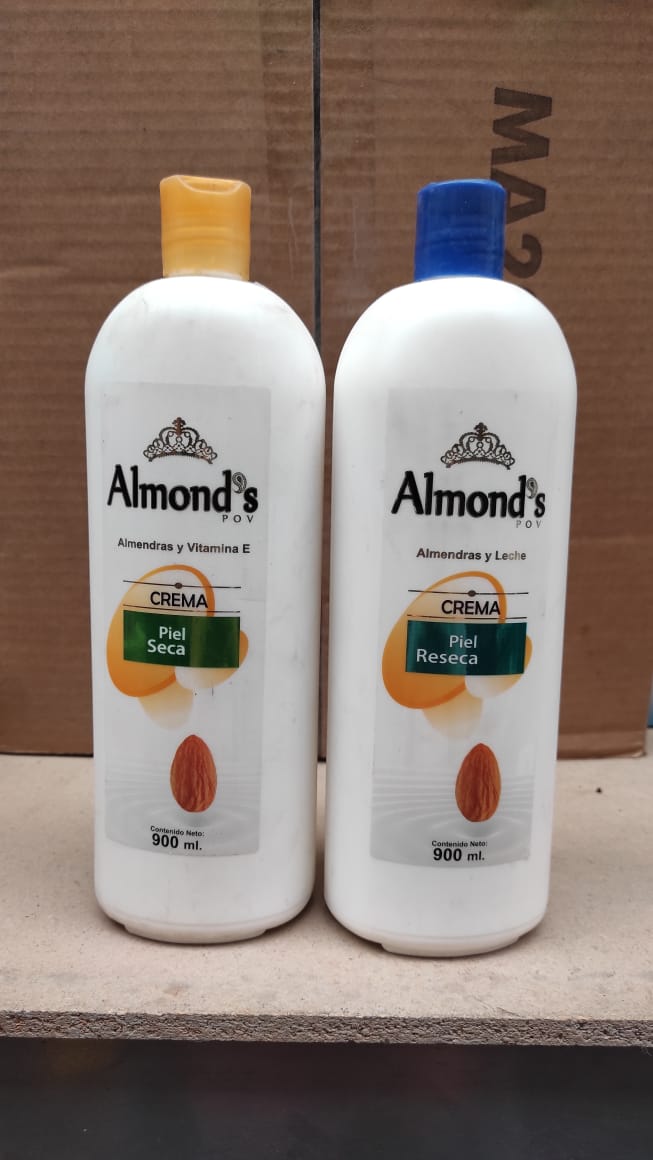 Almond's
POV
Almendras y Vitamina E
CREMA
Piel
Seca
Contenido Neto:
900 ml.
Almond's
POV
Almendras y Leche
CREMA
Piel
Reseca
Contenido Neto:
900 ml.